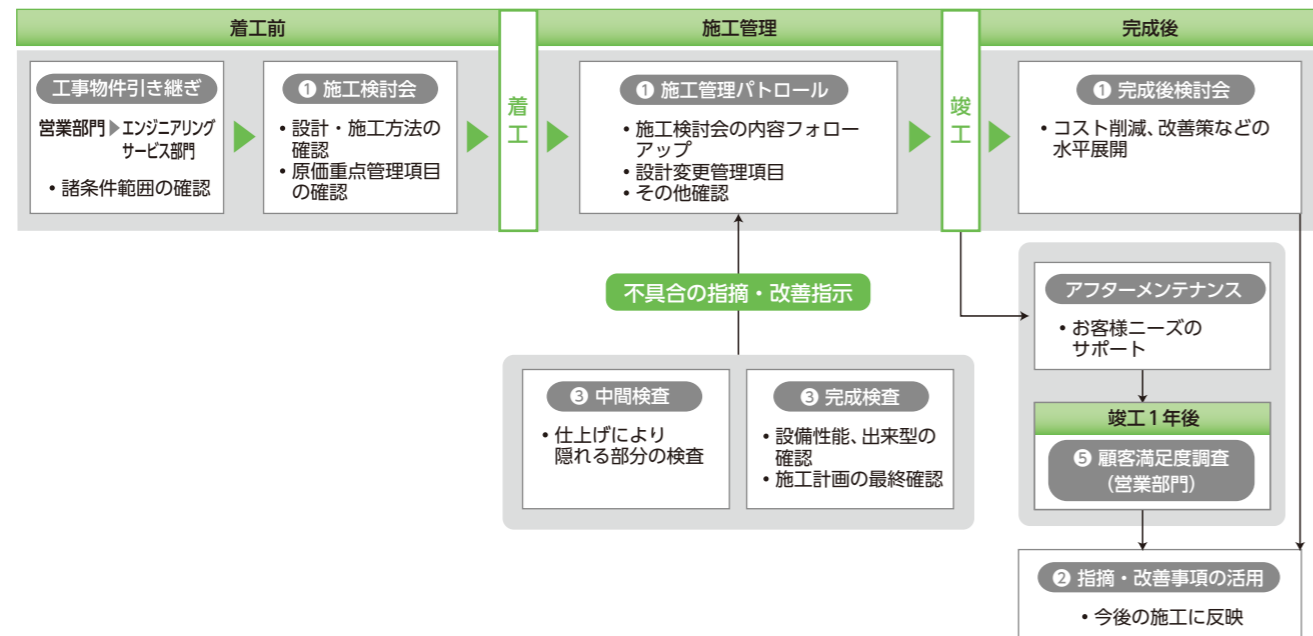 着工前
工事物件引き継ぎ
営業部門▶エンジニアリング
サービス部門
・諸条件範囲の確認
❶ 施工検討会
・設計・施工方法の
確認
・原価重点管理項目
の確認
着工
施工管理
❶ 施工管理パトロール
・施工検討会の内容フォロー
アップ
・設計変更管理項目
・その他確認
竣工
完成後
❶ 完成後検討会
・コスト削減、改善策などの
水平展開
不具合の指摘・改善指示
❸ 中間検査
・仕上げにより
隠れる部分の検査
❸ 完成検査
・設備性能、出来型の
確認
・施工計画の最終確認
アフターメンテナンス
・お客様ニーズの
サポート
竣工1年後
❺ 顧客満足度調査
(営業部門)
❷ 指摘・改善事項の活用
・今後の施工に反映